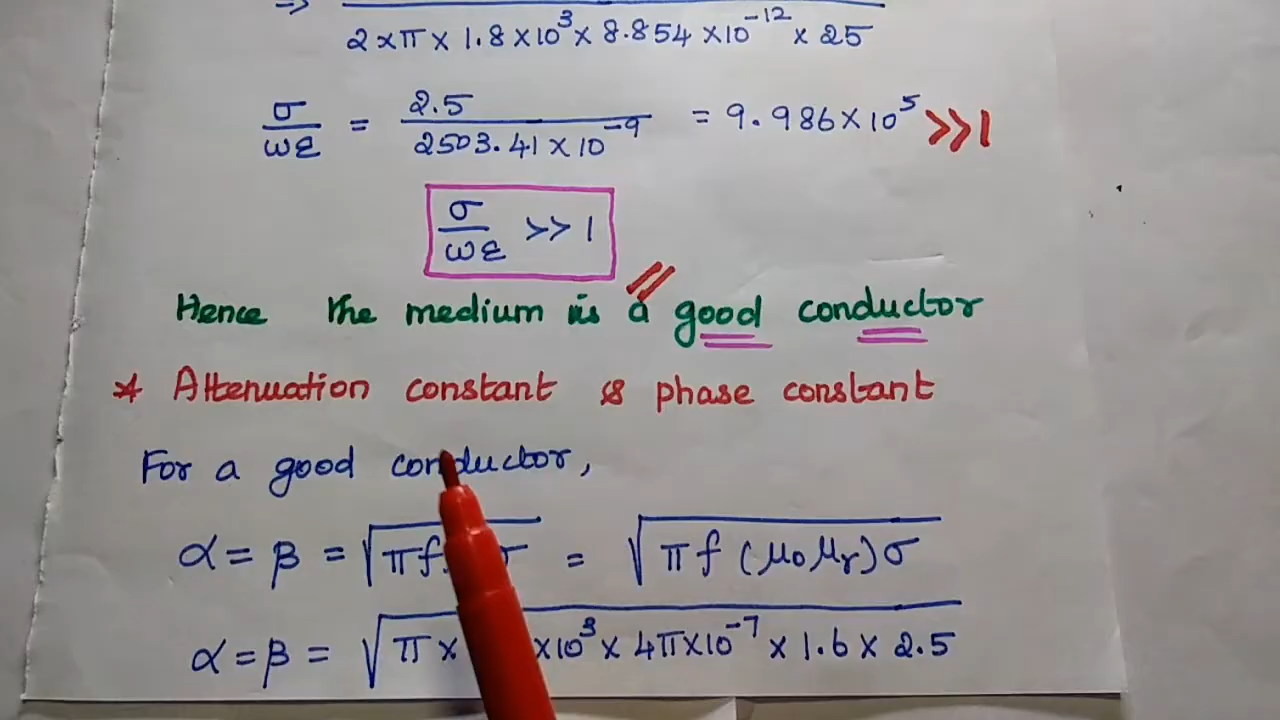 ⇒ 2 × π × 1.8 × 10³ × 8.854 × 10⁻¹² × 25
σ/ωε = 2.5 / 2503.41 × 10⁻⁹ = 9.986 × 10⁵ >> 1
σ/ωε >> 1
Hence the medium is a good conductor
* Attenuation constant & phase constant
For a good conductor,
α = β = √πf σ = √πf (μ₀μᵣ)σ
α = β = √π × × 10³ × 4π × 10⁻⁷ × 1.6 × 2.5